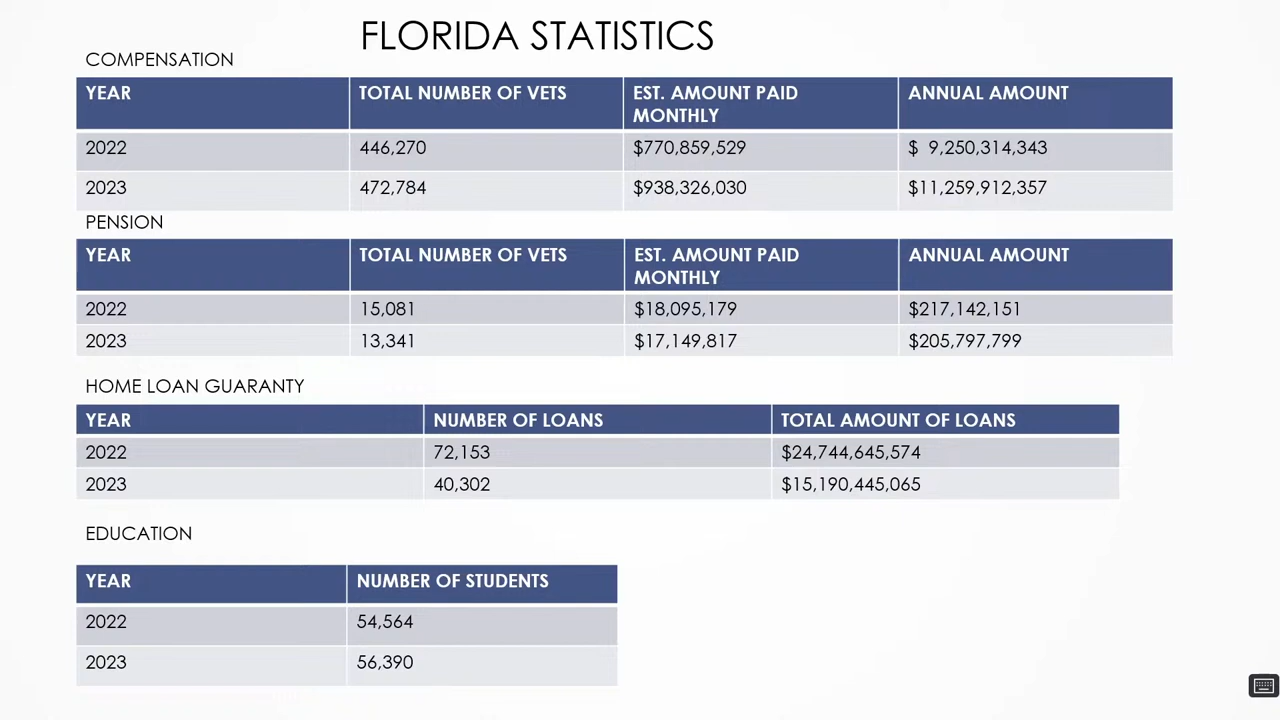 FLORIDA STATISTICS
COMPENSATION
YEAR TOTAL NUMBER OF VETS EST. AMOUNT PAID MONTHLY ANNUAL AMOUNT
2022 446,270 $770,859,529 $ 9,250,314,343
2023 472,784 $938,326,030 $11,259,912,357
PENSION
YEAR TOTAL NUMBER OF VETS EST. AMOUNT PAID MONTHLY ANNUAL AMOUNT
2022 15,081 $18,095,179 $217,142,151
2023 13,341 $17,149,817 $205,797,799
HOME LOAN GUARANTY
YEAR NUMBER OF LOANS TOTAL AMOUNT OF LOANS
2022 72,153 $24,744,645,574
2023 40,302 $15,190,445,065
EDUCATION
YEAR NUMBER OF STUDENTS
2022 54,564
2023 56,390